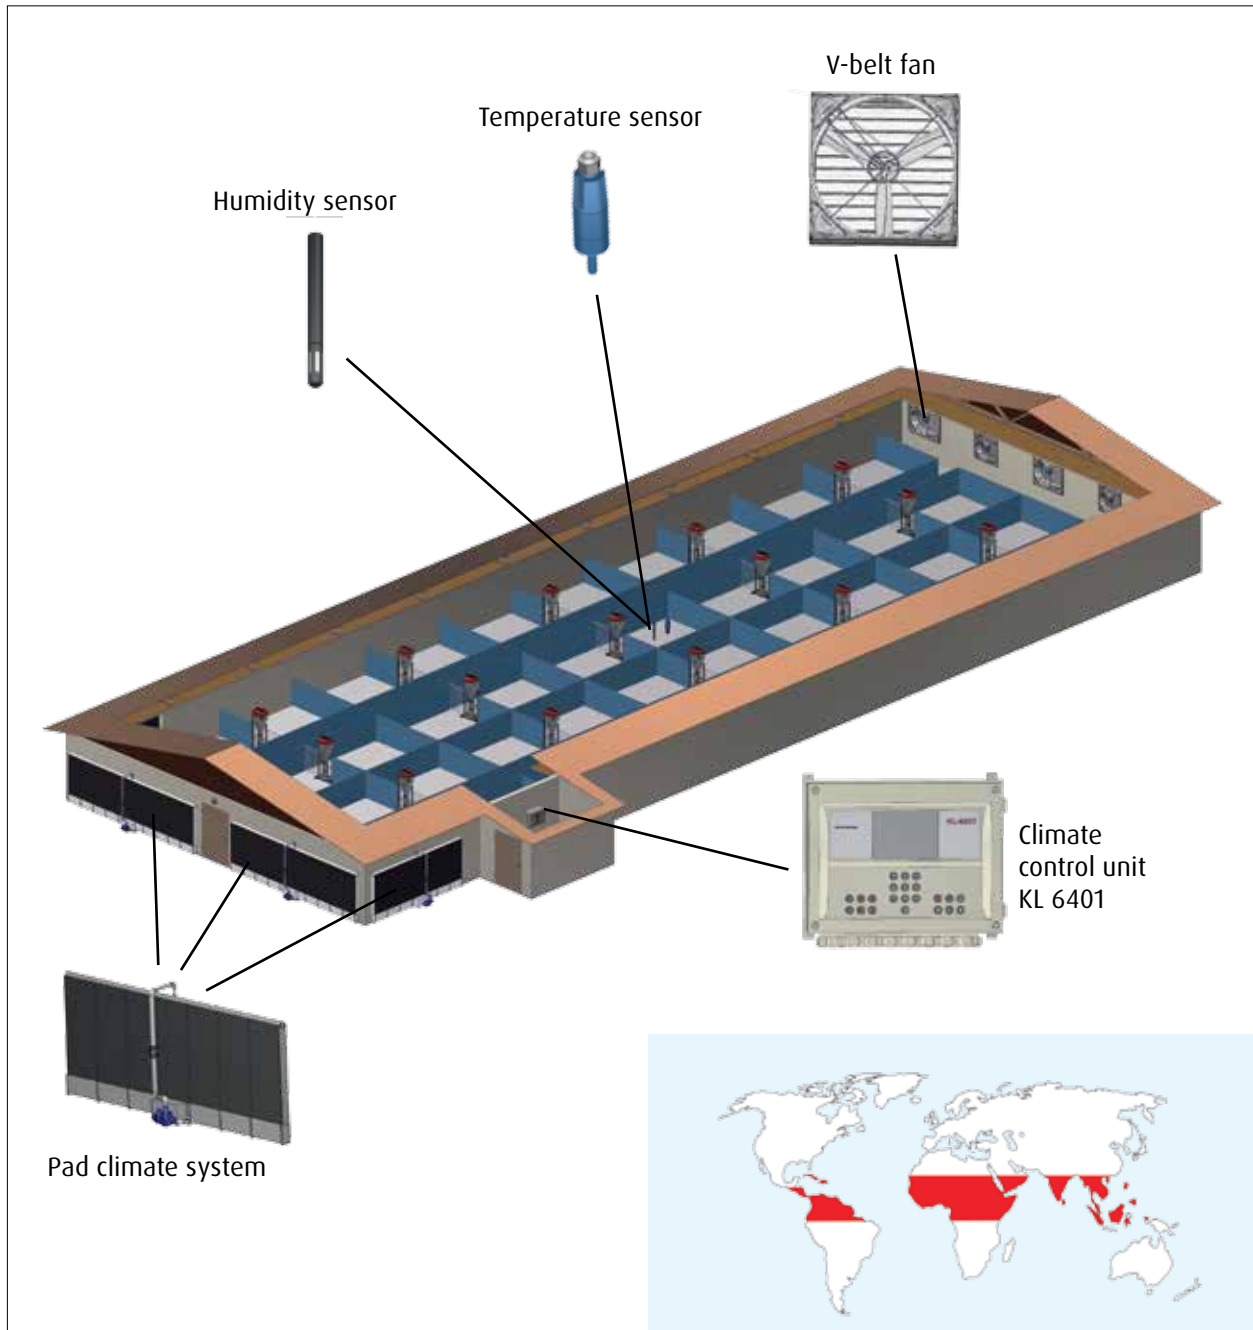 V-belt fan
Temperature sensor
Humidity sensor
Climate
control unit
KL 6401
Pad climate system